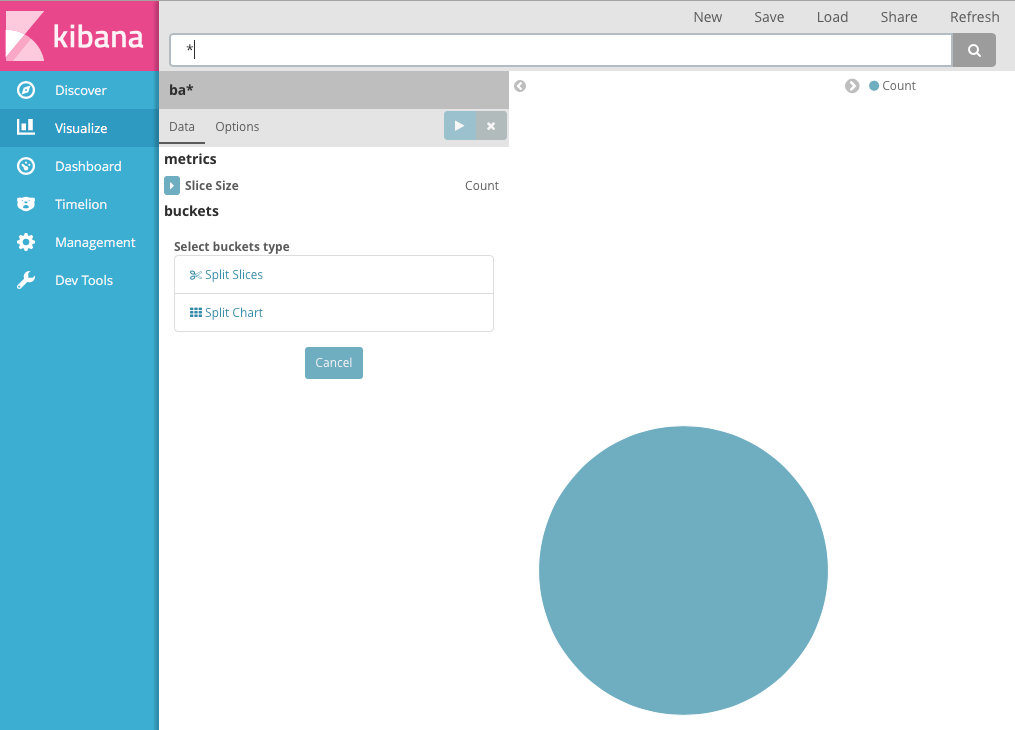 kibana
New Save Load Share Refresh
*
Discover
Visualize
Dashboard
Timelion
Management
Dev Tools
ba*
Data Options
metrics
Slice Size Count
buckets
Select buckets type
Split Slices
Split Chart
Cancel
Count